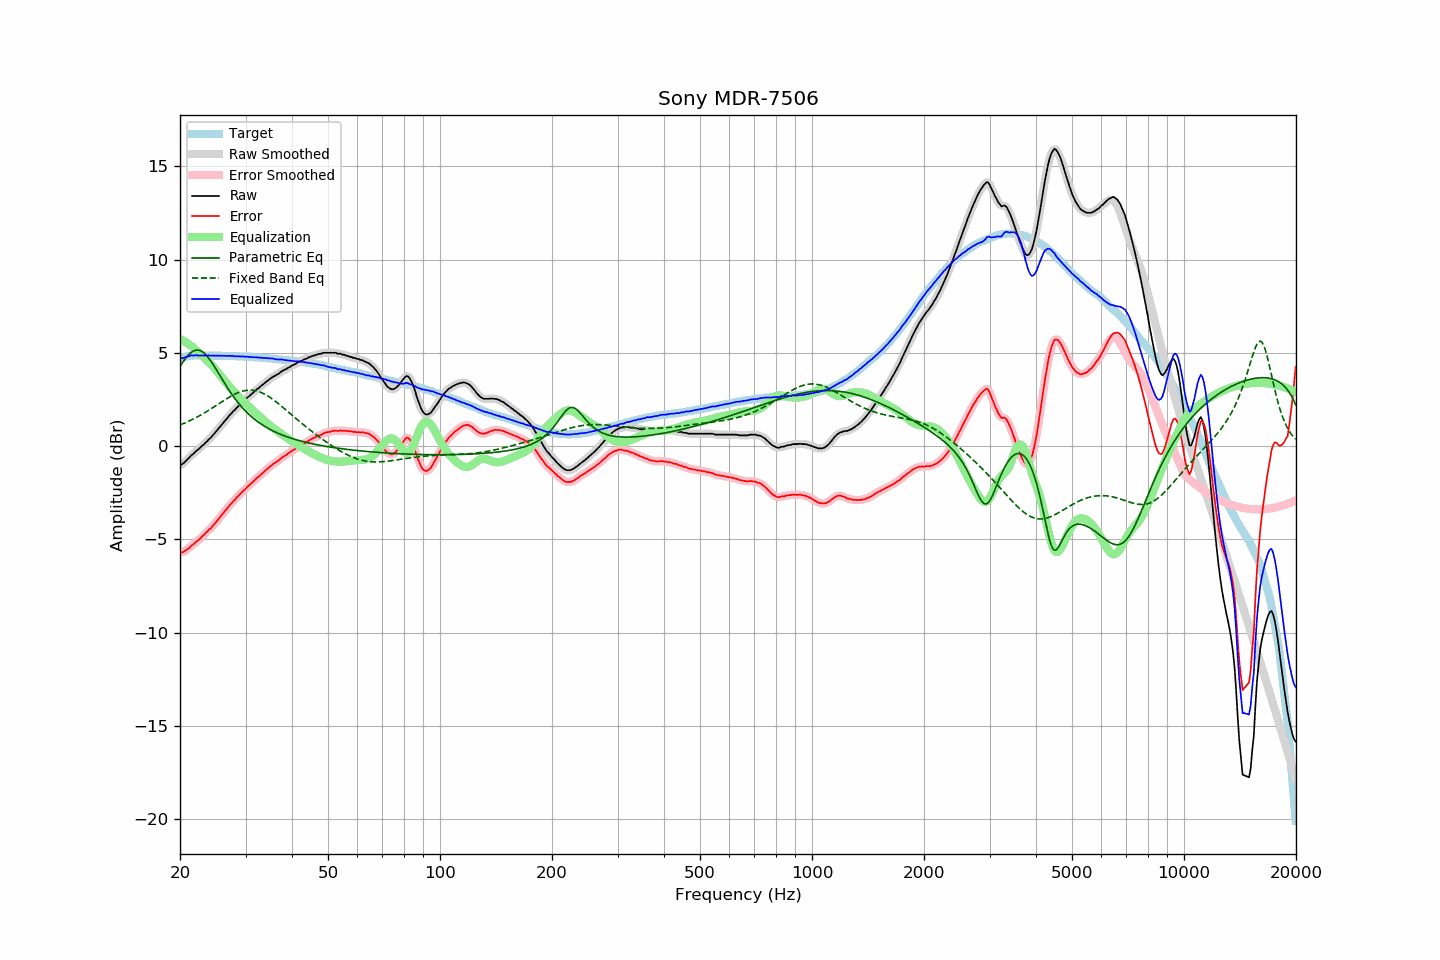 Sony MDR-7506
Target
Raw Smoothed
Error Smoothed
Raw
Error
Equalization
Parametric Eq
Fixed Band Eq
Equalized
15
10
5
0
−5
−10
−15
−20
Amplitude (dBr)
20
50
100
200
500
1000
2000
5000
10000
20000
Frequency (Hz)